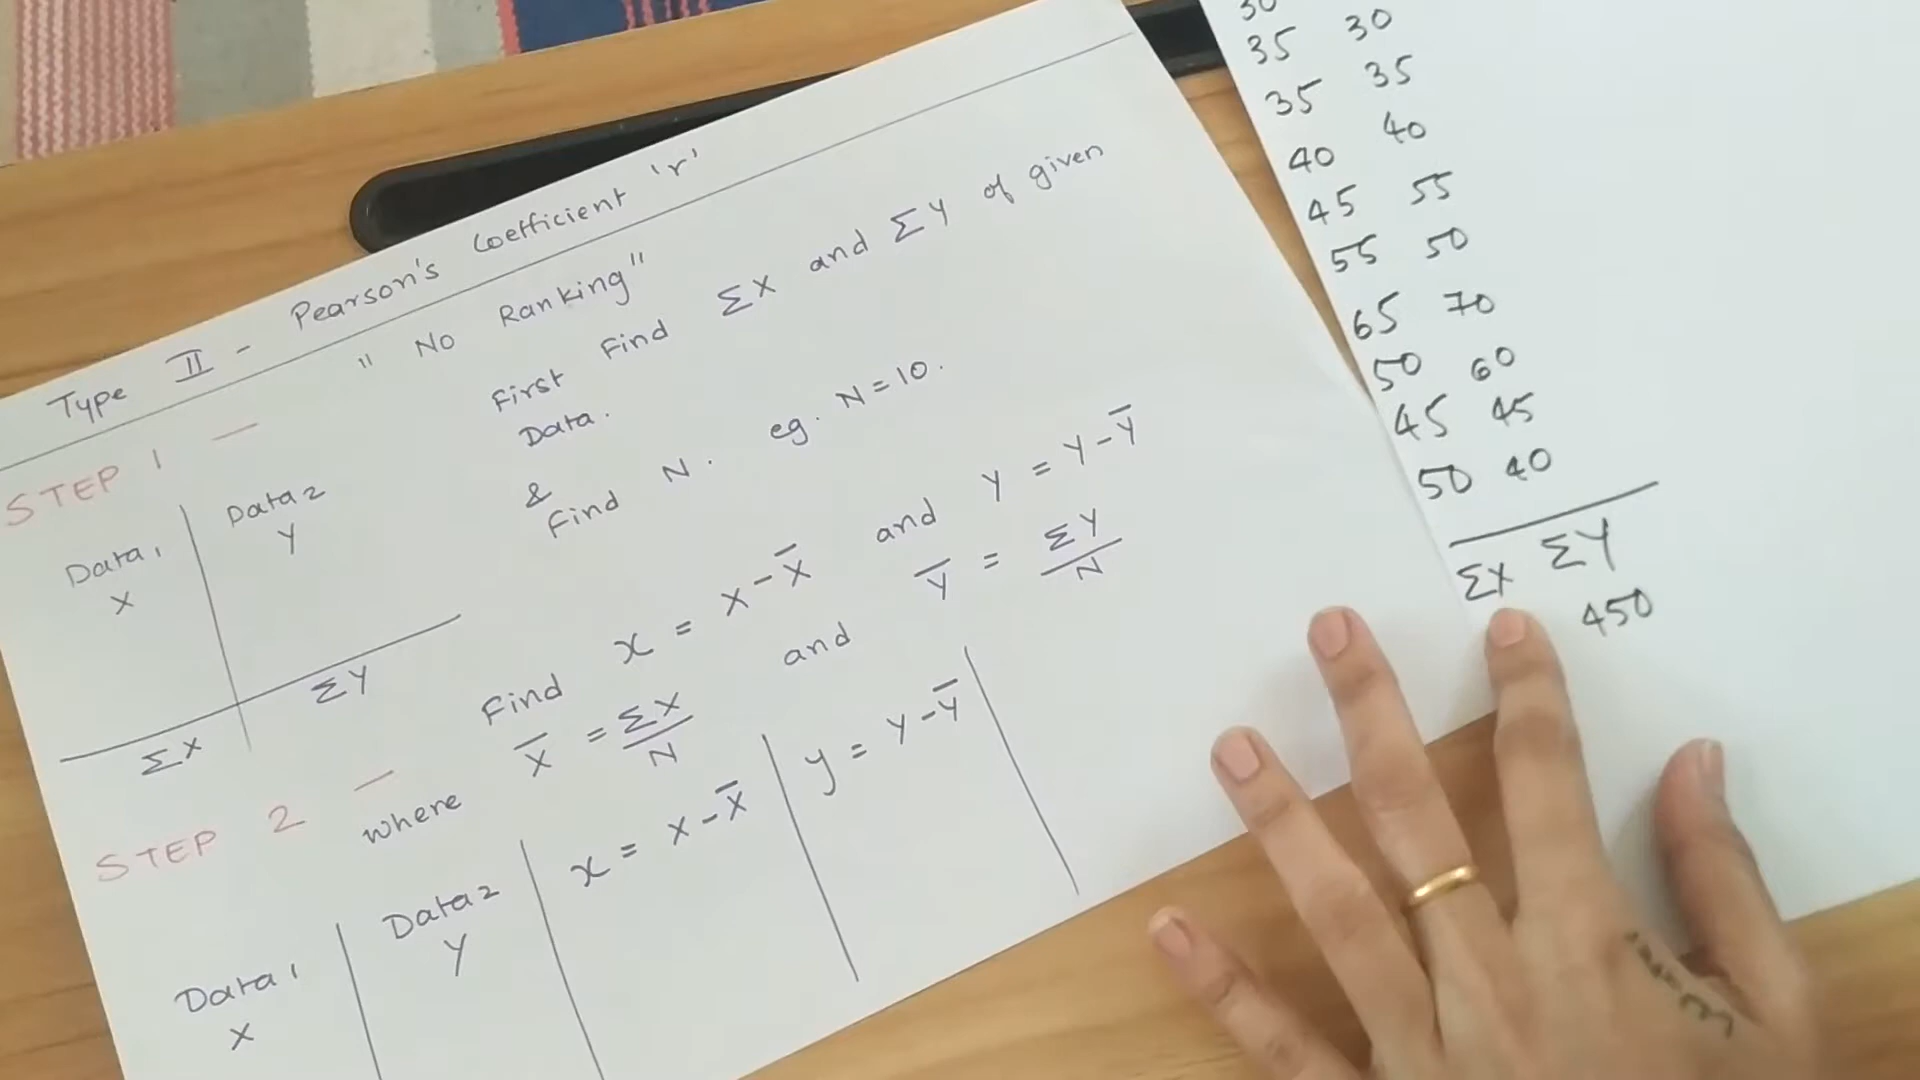 Type II - Pearson's Coefficient 'r'
" No Ranking"
STEP 1 —
First Find ΣX and ΣY of given
Data.
& 
Find N. eg. N=10.
Data 1 Data 2
X Y
ΣX ΣY
STEP 2 —
Find x = X-X̅ and y = Y-Y̅
where X̅ = ΣX/N and Y̅ = ΣY/N
Data 1 Data 2 x = X-X̅ y = Y-Y̅
X Y
30
35 30
35 35
40 40
45 55
55 50
65 70
50 60
45 45
50 40
ΣX ΣY
450